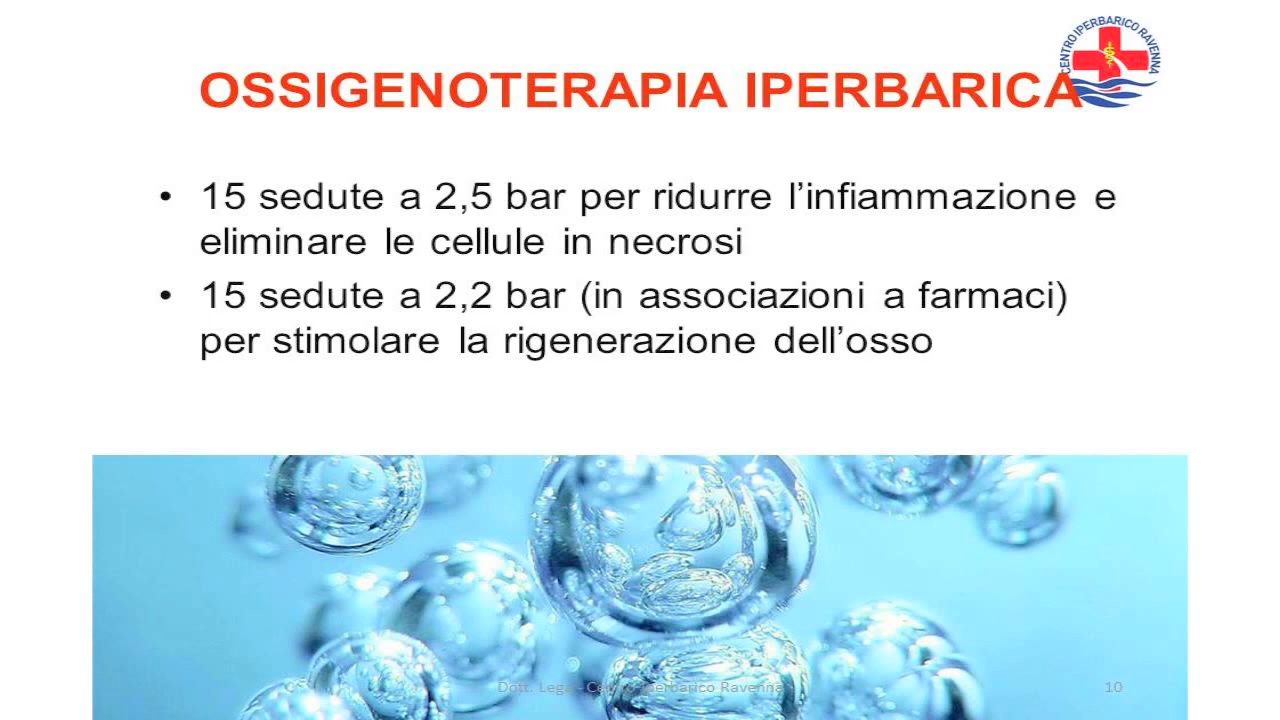 CENTRO IPERBARICO RAVENNA
OSSIGENOTERAPIA IPERBARICA
• 15 sedute a 2,5 bar per ridurre l’infiammazione e
eliminare le cellule in necrosi
• 15 sedute a 2,2 bar (in associazioni a farmaci)
per stimolare la rigenerazione dell’osso
Dott. Lega - Centro Iperbarico Ravenna
10